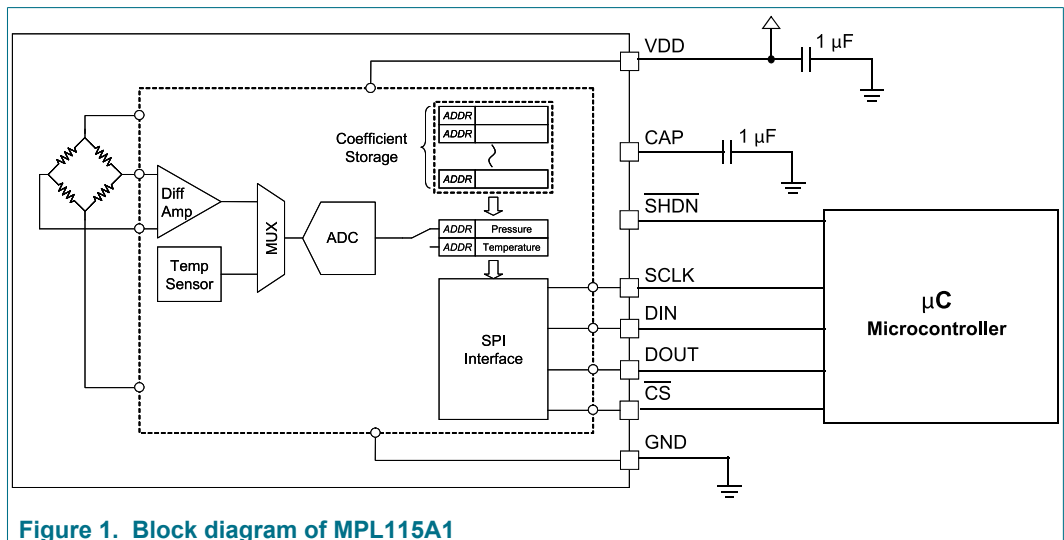 VDD
1 µF
CAP
1 µF
SHDN
SCLK
DIN
DOUT
CS
GND
µC
Microcontroller
Coefficient
Storage
ADDR
ADDR
ADDR
ADDR Pressure
ADDR Temperature
Diff
Amp
MUX
ADC
Temp
Sensor
SPI
Interface
Figure 1. Block diagram of MPL115A1